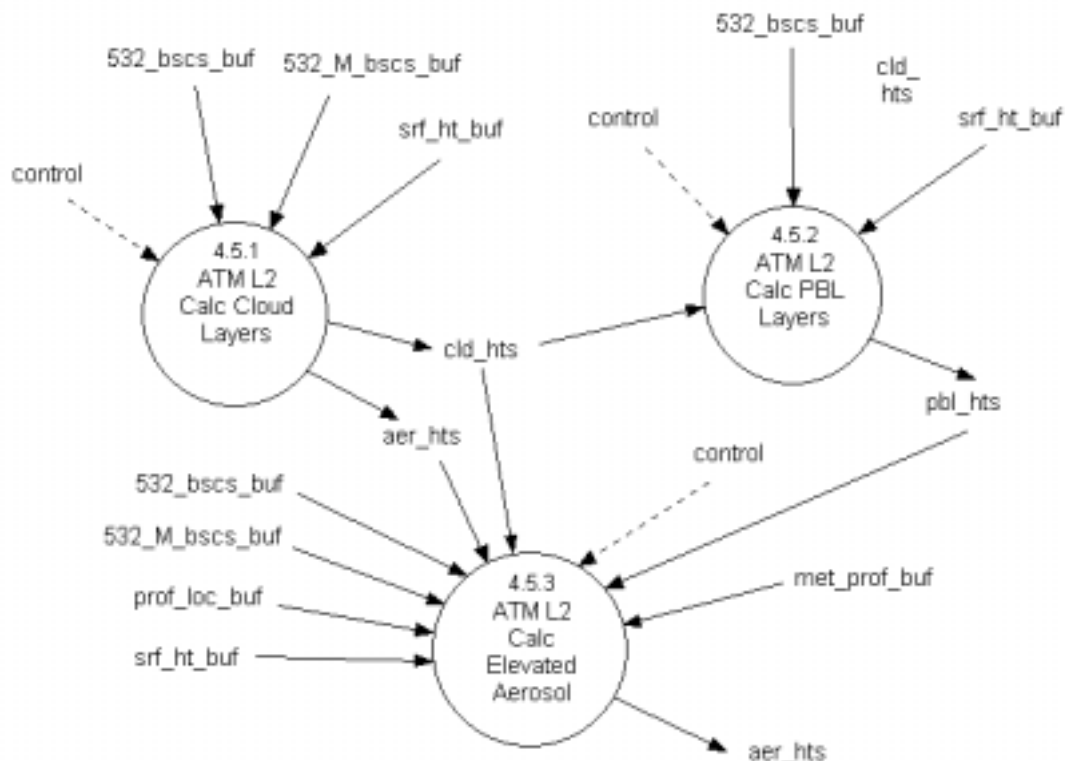 532_bscs_buf
532_M_bscs_buf
srf_ht_buf
control
4.5.1
ATM L2
Calc Cloud
Layers
532_bscs_buf
cld_
hts
control
srf_ht_buf
4.5.2
ATM L2
Calc PBL
Layers
cld_hts
aer_hts
pbl_hts
control
532_bscs_buf
532_M_bscs_buf
prof_loc_buf
srf_ht_buf
met_prof_buf
4.5.3
ATM L2
Calc
Elevated
Aerosol
aer_hts